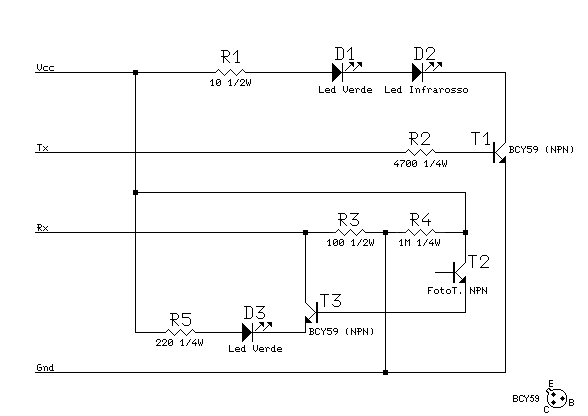 R1 D1 D2
Vcc
10 1/2W Led Verde Led Infrarosso
R2 T1
Tx BCY59 (NPN)
4700 1/4W
R3 R4
Rx
100 1/2W 1M 1/4W
T2
FotoT. NPN
D3 T3
R5
BCY59 (NPN)
220 1/4W Led Verde
Gnd
E
BCY59 B
C